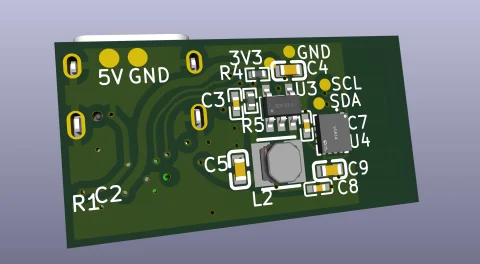 3V3 GND
5V GND R4 C4
U3 SCL
C3 SDA
R5 C7
U4
C5 C9
C8
R1 C2 L2